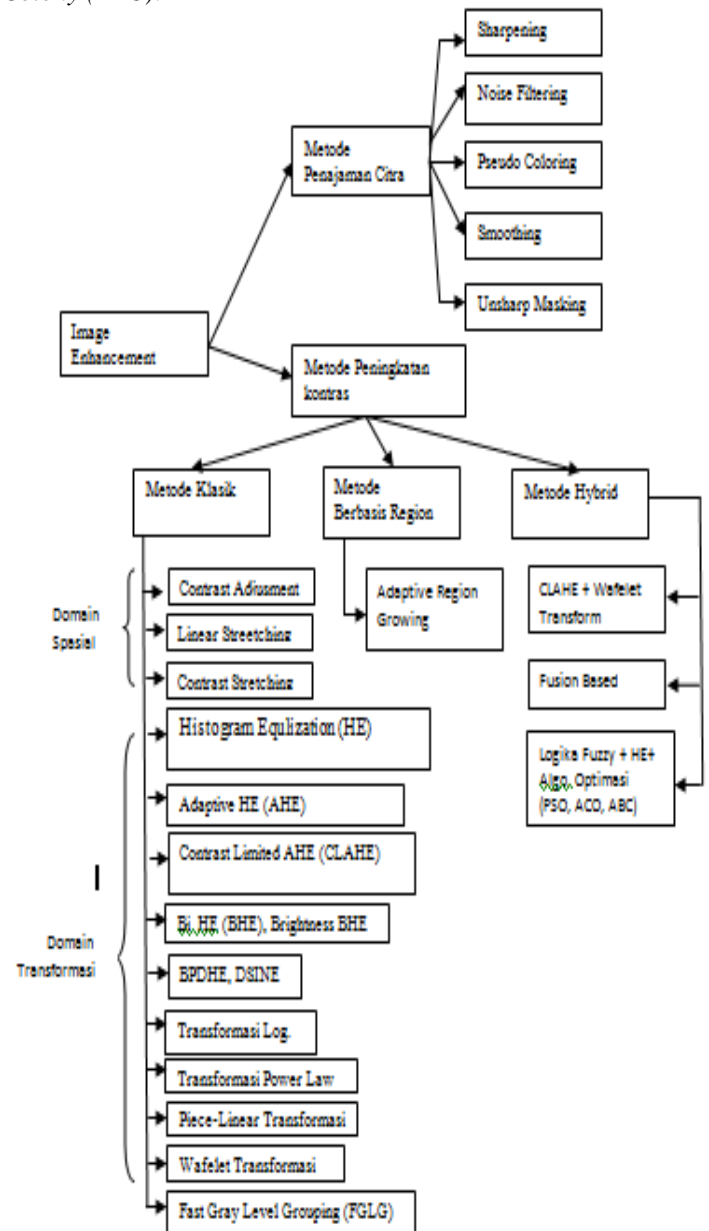 Sharpening
Noise Filtering
Metode
Penajaman Citra
Pseudo Coloring
Smoothing
Unsharp Masking
Image
Enhancement
Metode Peningkatan
kontras
Metode Klasik
Metode
Berbasis Region
Metode Hybrid
Domain
Spasial
Contrast Adjusment
Linear Streetching
Contrast Stretching
Adaptive Region
Growing
CLAHE + Wafelet
Transform
Fusion Based
Logika Fuzzy + HE+
Algo. Optimasi
(PSO, ACO, ABC)
Domain
Transformasi
Histogram Equlization (HE)
Adaptive HE (AHE)
Contrast Limited AHE (CLAHE)
Bi. HE (BHE), Brightness BHE
BPDHE, DSINE
Transformasi Log.
Transformasi Power Law
Piece-Linear Transformasi
Wafelet Transformasi
Fast Gray Level Grouping (FGLG)